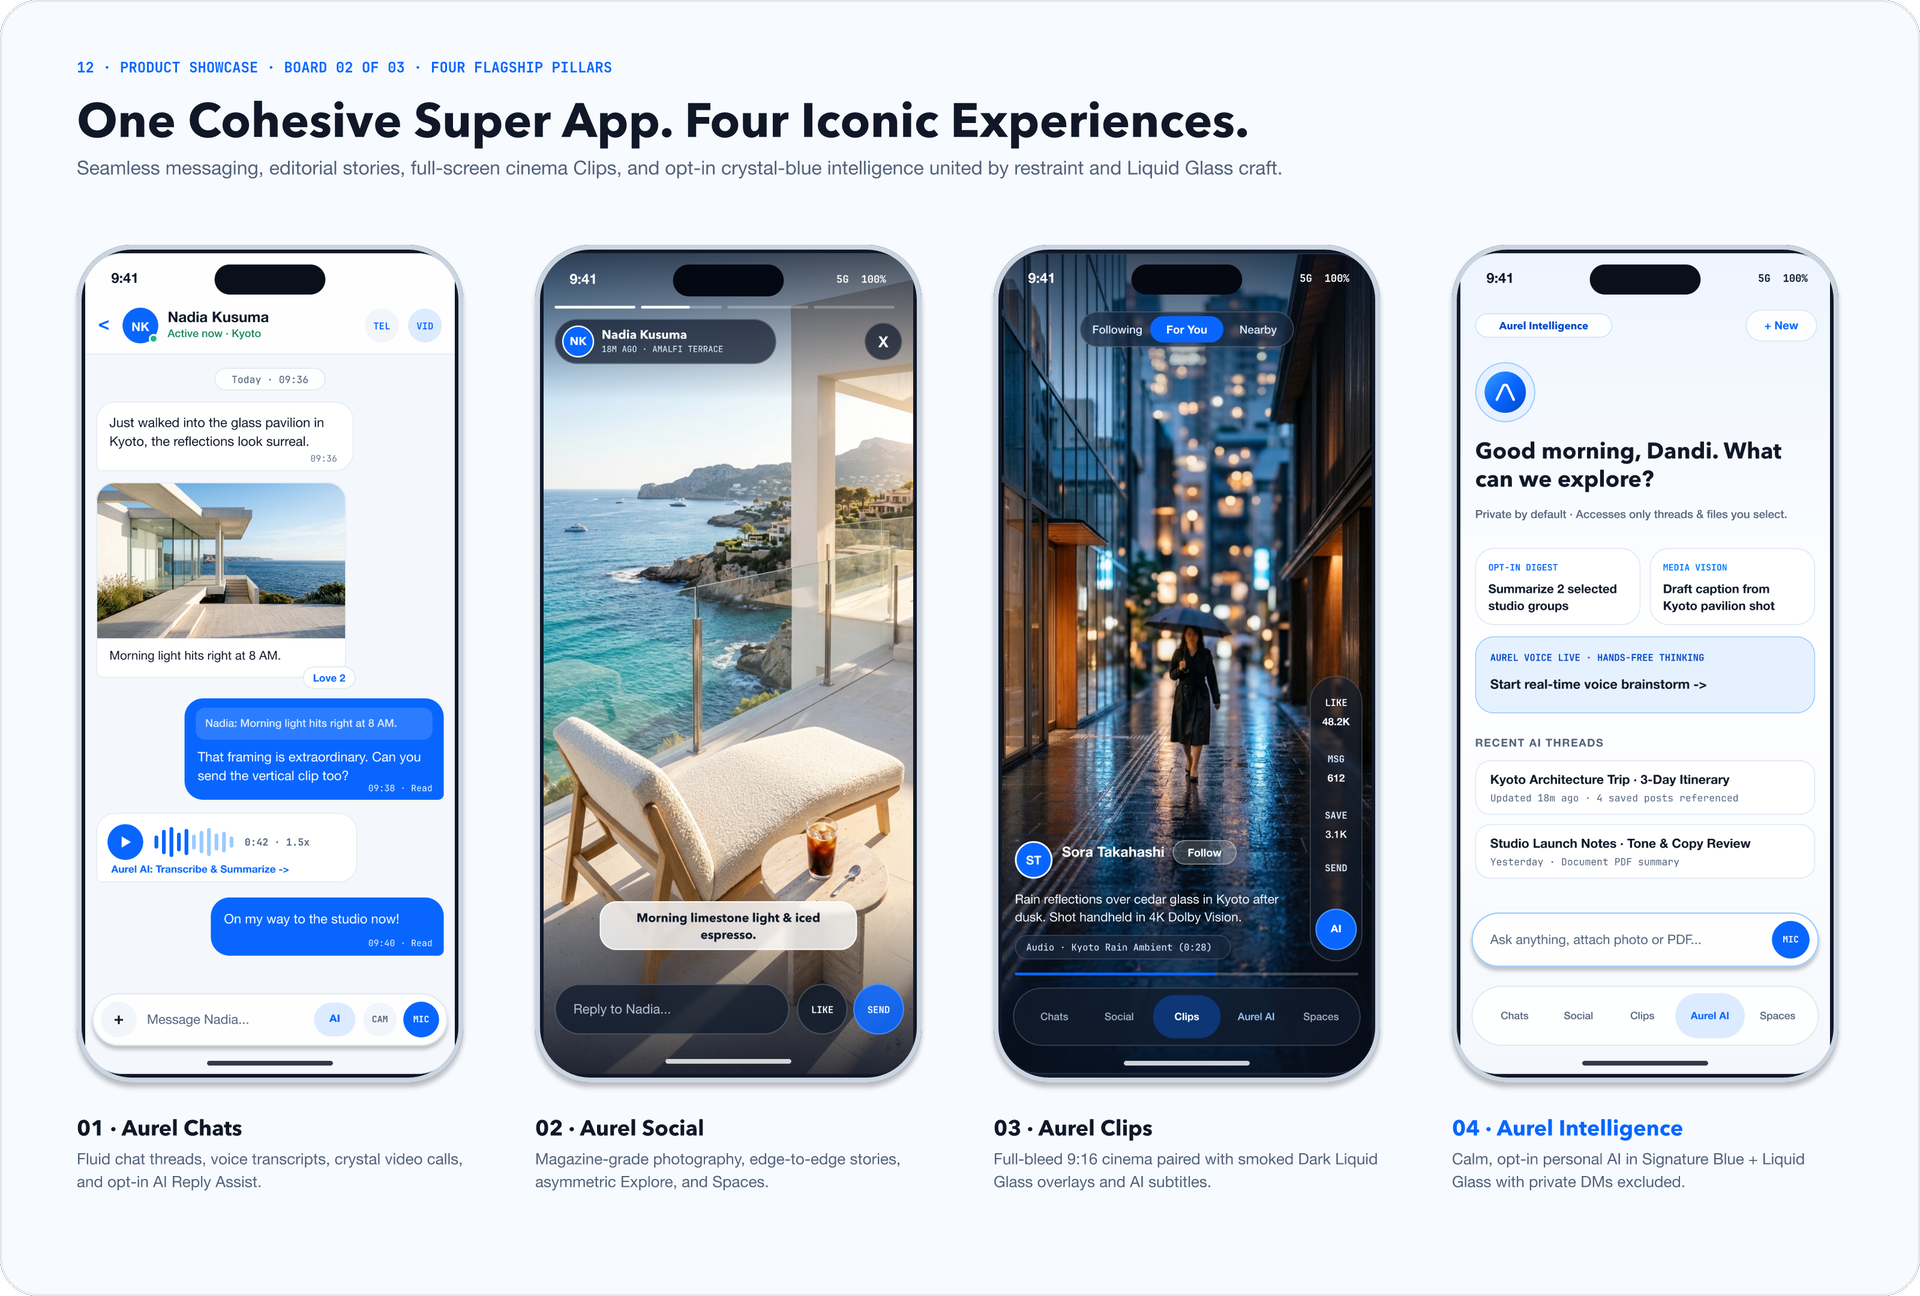 12 · PRODUCT SHOWCASE · BOARD 02 OF 03 · FOUR FLAGSHIP PILLARS
One Cohesive Super App. Four Iconic Experiences.
Seamless messaging, editorial stories, full-screen cinema Clips, and opt-in crystal-blue intelligence united by restraint and Liquid Glass craft.
9:41
<
NK
Nadia Kusuma
Active now · Kyoto
TEL
VID
Today · 09:36
Just walked into the glass pavilion in
Kyoto, the reflections look surreal.
09:36
Morning light hits right at 8 AM.
Love 2
Nadia: Morning light hits right at 8 AM.
That framing is extraordinary. Can you
send the vertical clip too?
09:38 · Read
0:42 · 1.5x
Aurel AI: Transcribe & Summarize ->
On my way to the studio now!
09:40 · Read
+
Message Nadia...
AI
CAM
MIC
01 · Aurel Chats
Fluid chat threads, voice transcripts, crystal video calls,
and opt-in AI Reply Assist.
9:41
5G 100%
NK
Nadia Kusuma
18M AGO · AMALFI TERRACE
X
Morning limestone light & iced
espresso.
Reply to Nadia...
LIKE
SEND
02 · Aurel Social
Magazine-grade photography, edge-to-edge stories,
asymmetric Explore, and Spaces.
9:41
5G 100%
Following
For You
Nearby
LIKE
48.2K
MSG
612
SAVE
3.1K
SEND
AI
ST
Sora Takahashi
Follow
Rain reflections over cedar glass in Kyoto after
dusk. Shot handheld in 4K Dolby Vision.
Audio · Kyoto Rain Ambient (0:28)
Chats
Social
Clips
Aurel AI
Spaces
03 · Aurel Clips
Full-bleed 9:16 cinema paired with smoked Dark Liquid
Glass overlays and AI subtitles.
9:41
5G 100%
Aurel Intelligence
+ New
Good morning, Dandi. What
can we explore?
Private by default · Accesses only threads & files you select.
OPT-IN DIGEST
Summarize 2 selected
studio groups
MEDIA VISION
Draft caption from
Kyoto pavilion shot
AUREL VOICE LIVE · HANDS-FREE THINKING
Start real-time voice brainstorm ->
RECENT AI THREADS
Kyoto Architecture Trip · 3-Day Itinerary
Updated 18m ago · 4 saved posts referenced
Studio Launch Notes · Tone & Copy Review
Yesterday · Document PDF summary
Ask anything, attach photo or PDF...
MIC
Chats
Social
Clips
Aurel AI
Spaces
04 · Aurel Intelligence
Calm, opt-in personal AI in Signature Blue + Liquid
Glass with private DMs excluded.